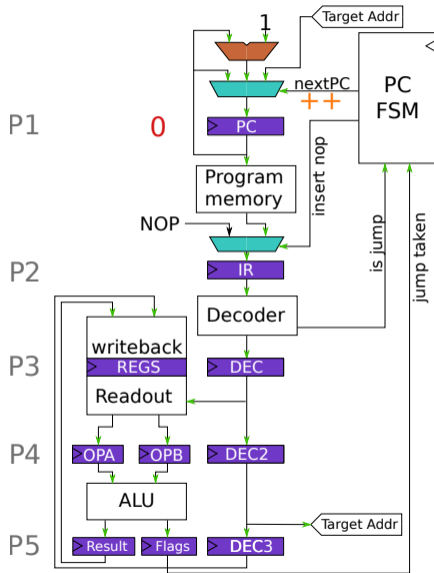 1
Target Addr
nextPC
++
PC
FSM
P1
0
PC
Program
memory
insert nop
is jump
jump taken
NOP
P2
IR
Decoder
writeback
P3
REGS
DEC
Readout
P4
OPA
OPB
DEC2
ALU
Target Addr
P5
Result
Flags
DEC3